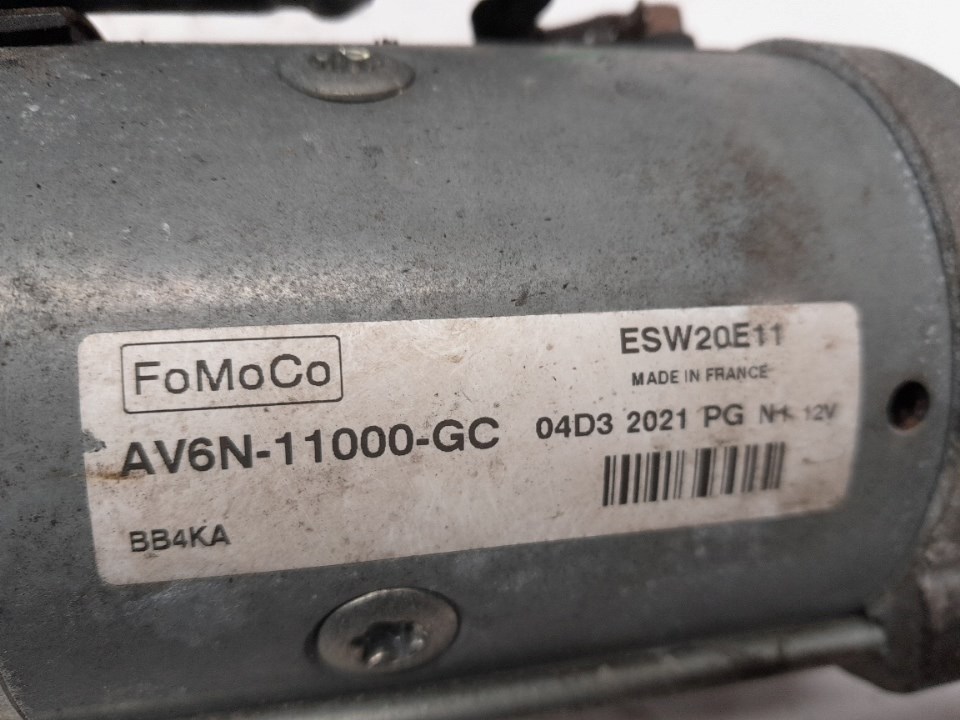 FoMoCo
ESW20E11
MADE IN FRANCE
AV6N-11000-GC
04D3 2021 PG 12V
BB4KA